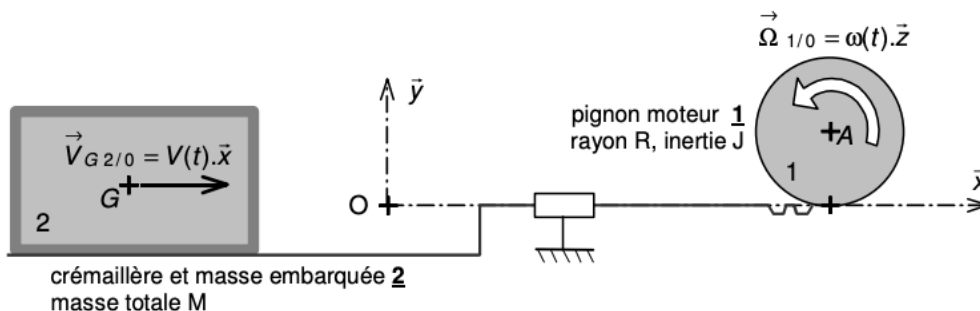 Ω⃗ 1/0 = ω(t).z⃗
y⃗
pignon moteur 1
rayon R, inertie J
V⃗ G 2/0 = V(t).x⃗
A
G
1
x⃗
2
O
crémaillère et masse embarquée 2
masse totale M